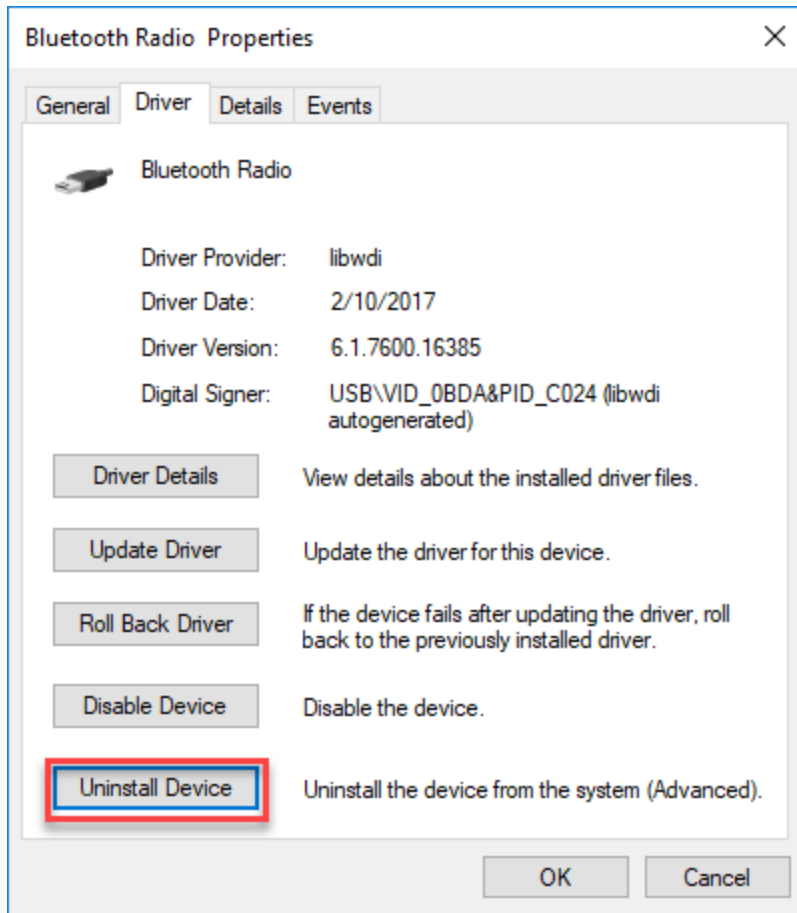 Bluetooth Radio  Properties
General Driver Details Events
Bluetooth Radio
Driver Provider: libwdi
Driver Date: 2/10/2017
Driver Version: 6.1.7600.16385
Digital Signer: USB\VID_0BDA&PID_C024 (libwdi
autogenerated)
Driver Details View details about the installed driver files.
Update Driver Update the driver for this device.
Roll Back Driver If the device fails after updating the driver, roll
back to the previously installed driver.
Disable Device Disable the device.
Uninstall Device Uninstall the device from the system (Advanced).
OK Cancel